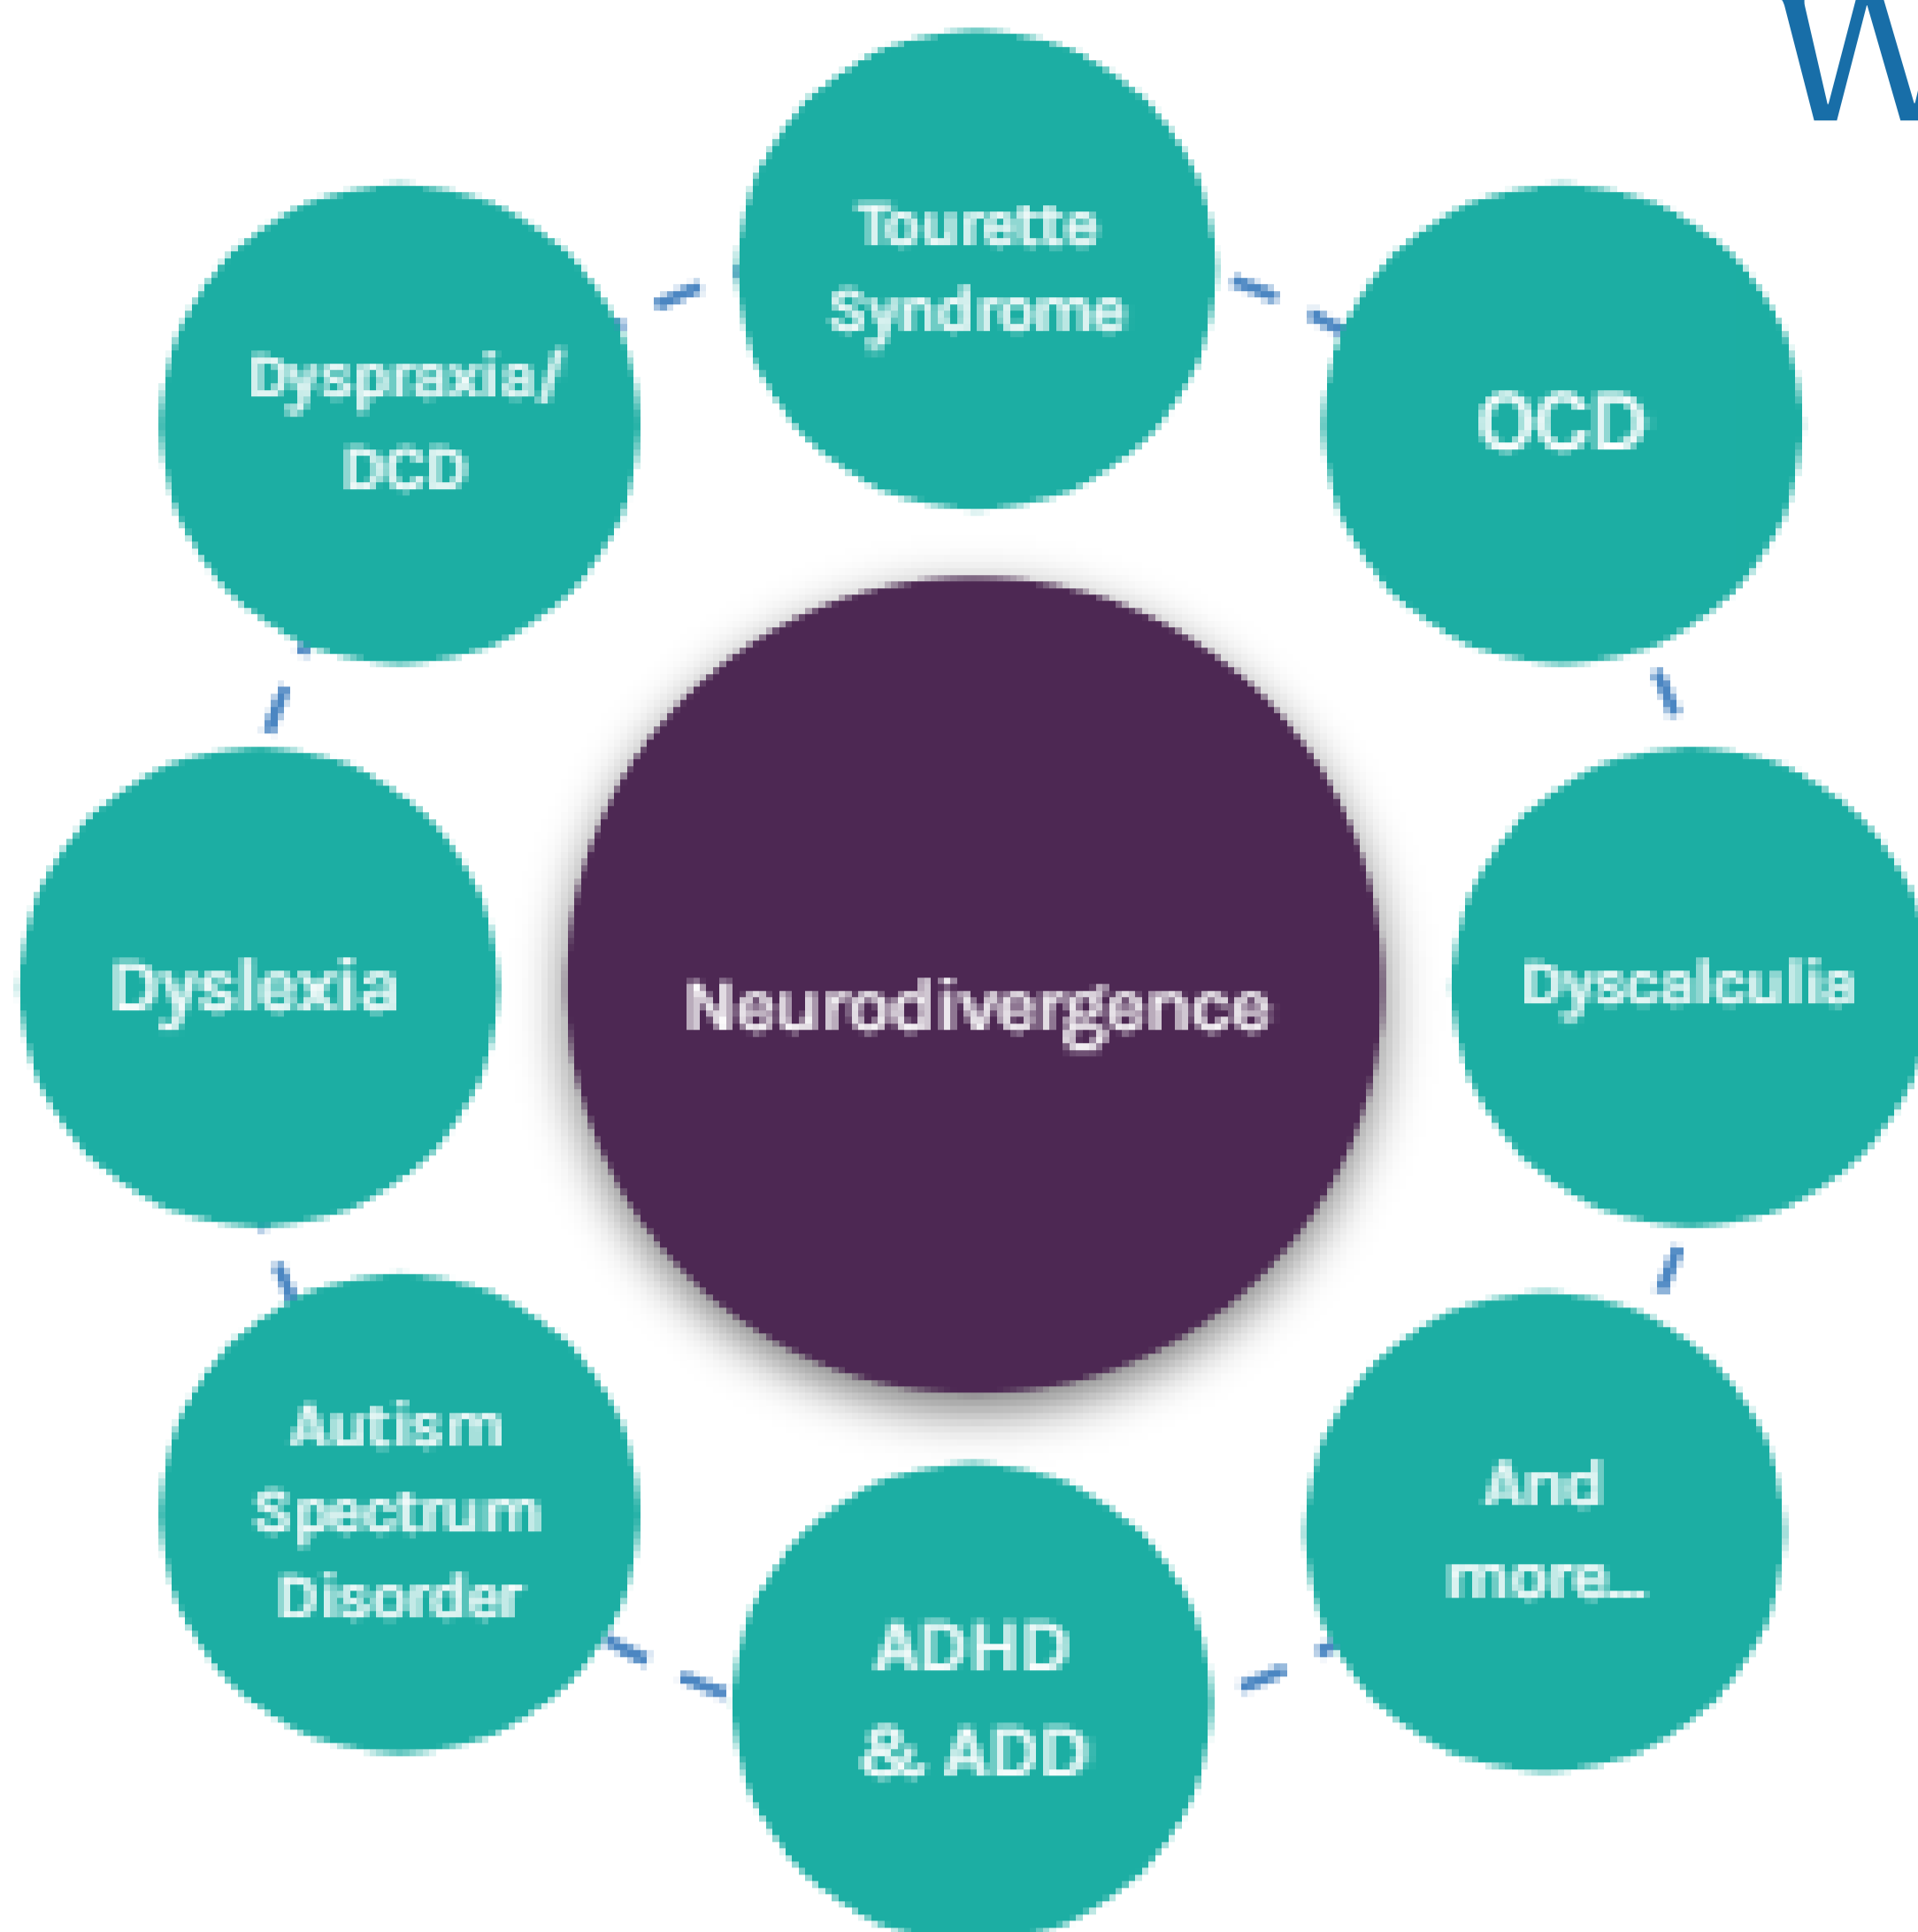 W
Tourette
Syndrome
OCD
Dyscalculia
And
more...
ADHD
& ADD
Autism
Spectrum
Disorder
Dyslexia
Dyspraxia/
DCD
Neurodivergence